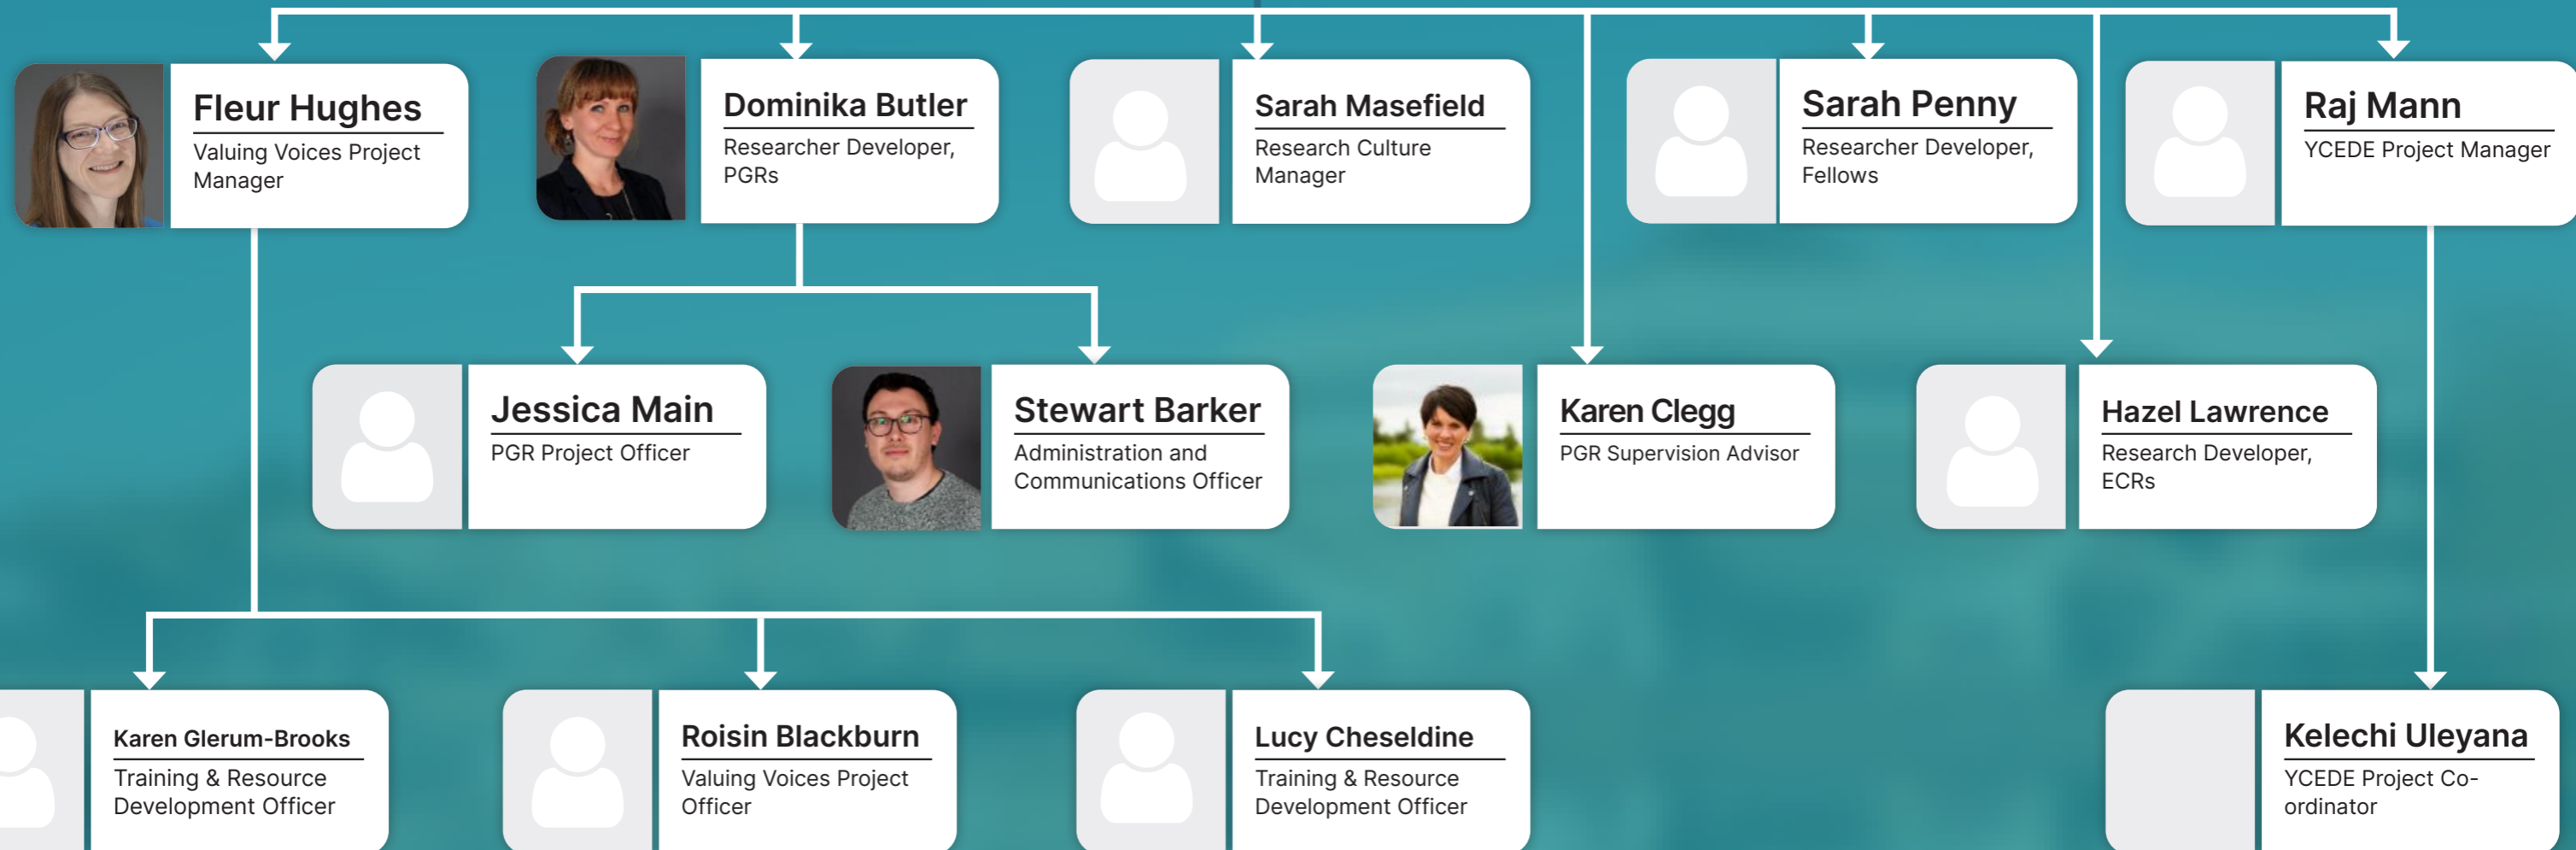 Fleur Hughes
Valuing Voices Project
Manager
Dominika Butler
Researcher Developer,
PGRs
Sarah Masefield
Research Culture
Manager
Sarah Penny
Researcher Developer,
Fellows
Raj Mann
YCEDE Project Manager
Jessica Main
PGR Project Officer
Stewart Barker
Administration and
Communications Officer
Karen Clegg
PGR Supervision Advisor
Hazel Lawrence
Research Developer,
ECRs
Karen Glerum-Brooks
Training & Resource
Development Officer
Roisin Blackburn
Valuing Voices Project
Officer
Lucy Cheseldine
Training & Resource
Development Officer
Kelechi Uleyana
YCEDE Project Co-
ordinator